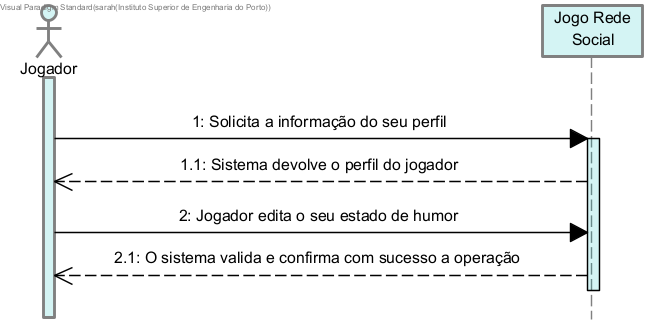 Visual Paradigm Standard(sarah(Instituto Superior de Engenharia do Porto))
Jogador
Jogo Rede
Social
1: Solicita a informação do seu perfil
1.1: Sistema devolve o perfil do jogador
2: Jogador edita o seu estado de humor
2.1: O sistema valida e confirma com sucesso a operação